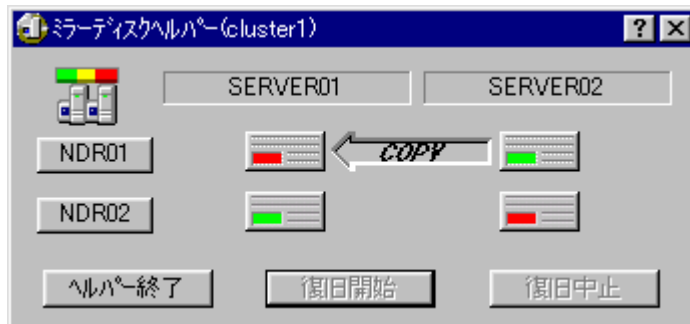 ミラーディスクヘルパー(cluster1)
SERVER01 SERVER02
NDR01 COPY
NDR02
ヘルパー終了 復旧開始 復旧中止